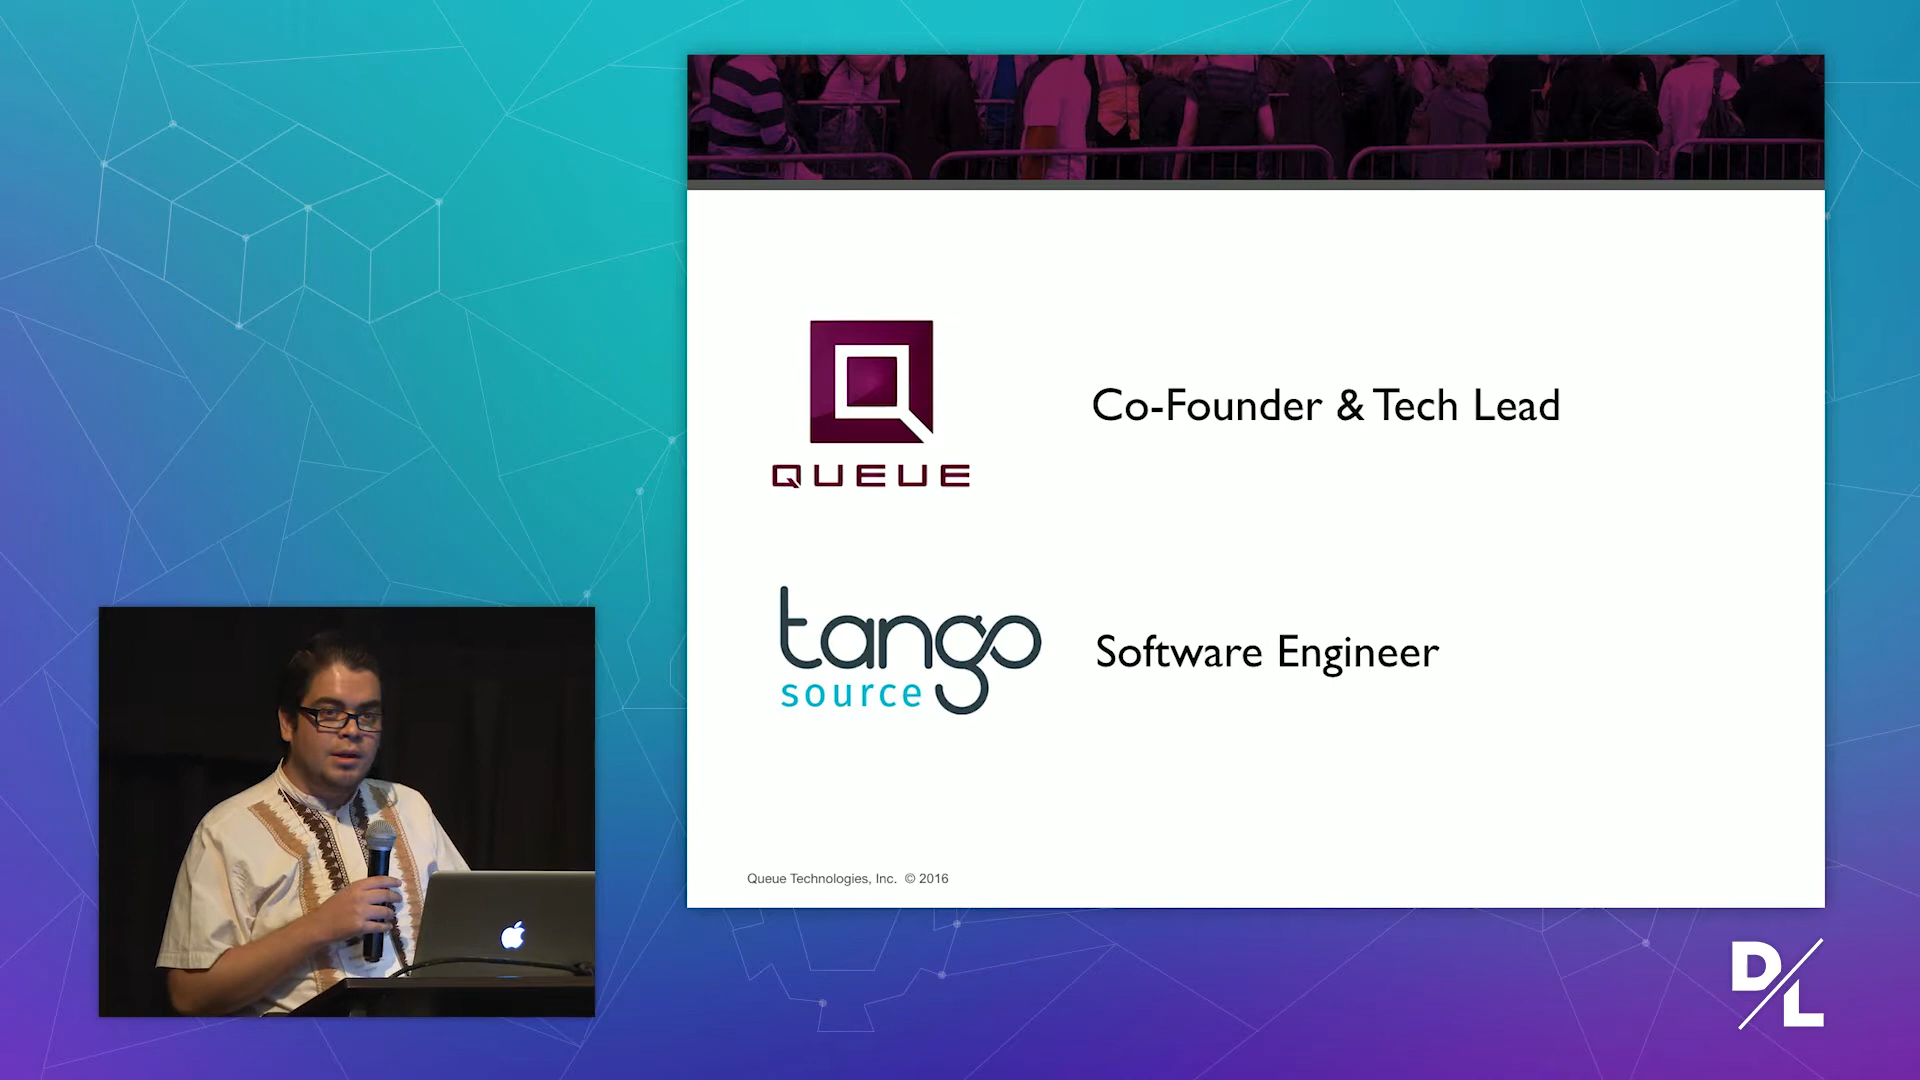 QUEUE
Co-Founder & Tech Lead
tango
source
Software Engineer
Queue Technologies, Inc. © 2016
D/L